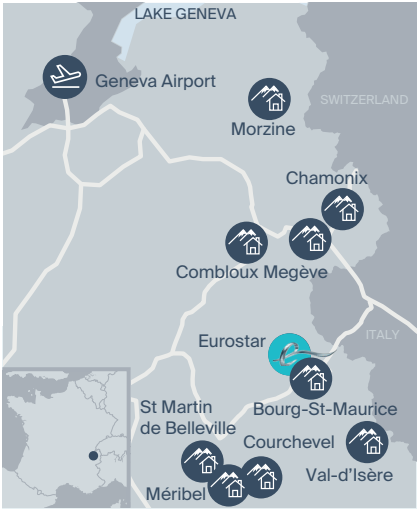 LAKE GENEVA
Geneva Airport
SWITZERLAND
Morzine
Chamonix
Combloux Megève
Eurostar
ITALY
Bourg-St-Maurice
St Martin
de Belleville
Courchevel
Val-d'Isère
Méribel